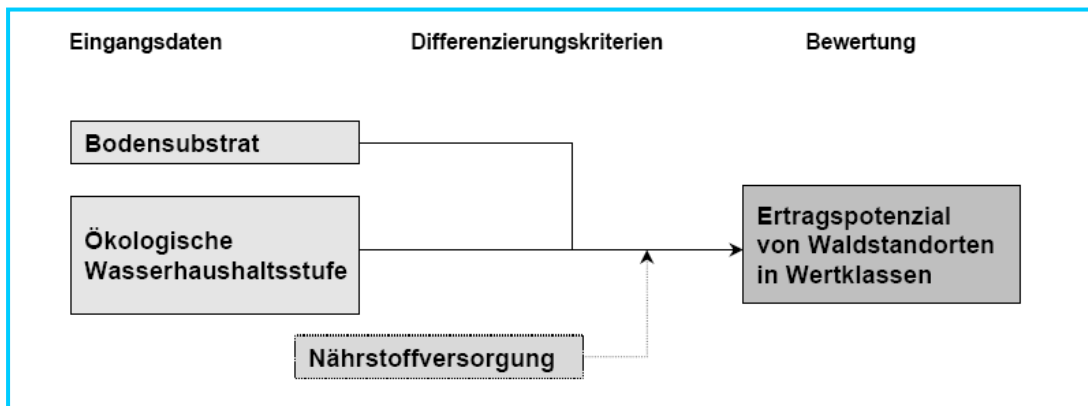 Eingangsdaten
Differenzierungskriterien
Bewertung
Bodensubstrat
Ökologische
Wasserhaushaltsstufe
Ertragspotenzial
von Waldstandorten
in Wertklassen
Nährstoffversorgung